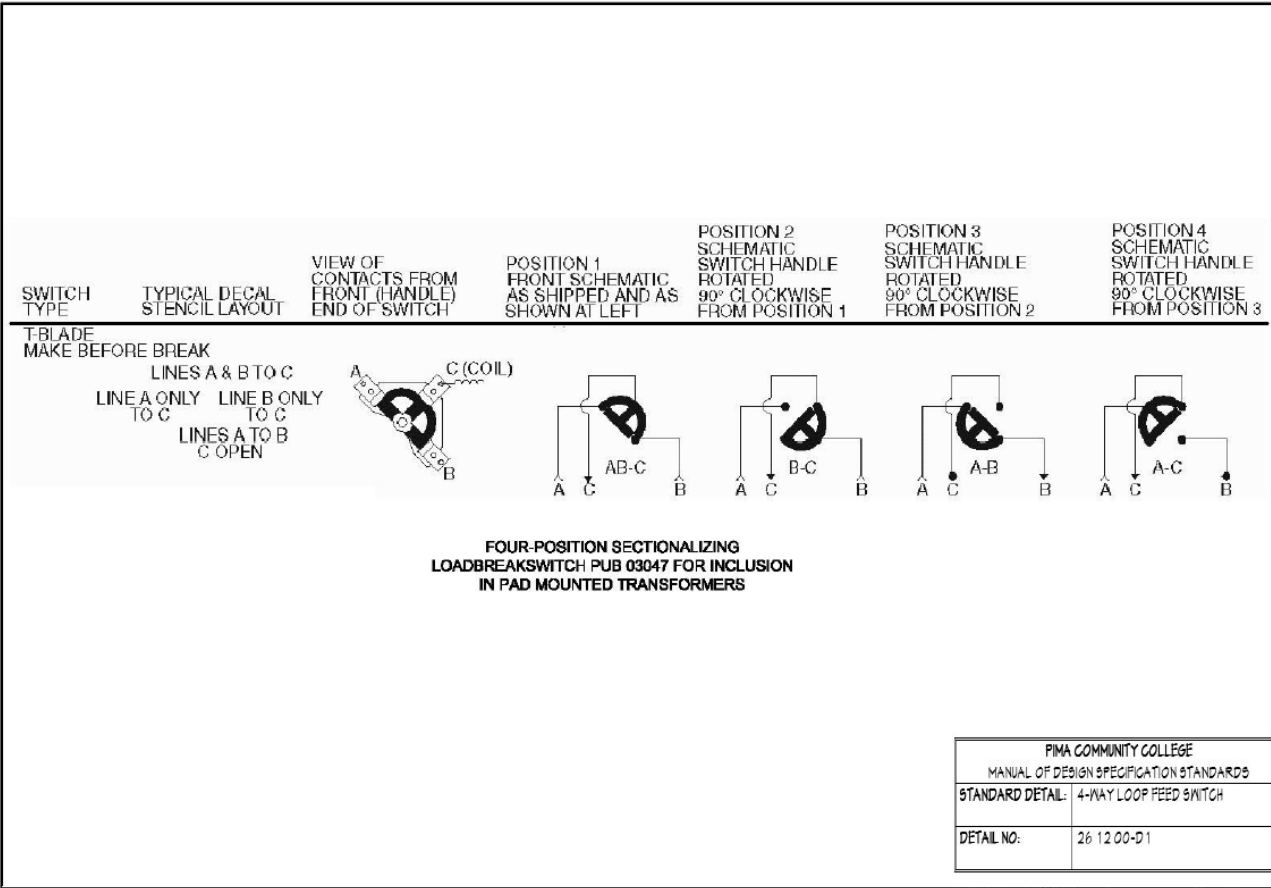 SWITCH
TYPE
TYPICAL DECAL
STENCIL LAYOUT
VIEW OF
CONTACTS FROM
FRONT (HANDLE)
END OF SWITCH
POSITION 1
FRONT SCHEMATIC
AS SHIPPED AND AS
SHOWN AT LEFT
POSITION 2
SCHEMATIC
SWITCH HANDLE
ROTATED
90° CLOCKWISE
FROM POSITION 1
POSITION 3
SCHEMATIC
SWITCH HANDLE
ROTATED
90° CLOCKWISE
FROM POSITION 2
POSITION 4
SCHEMATIC
SWITCH HANDLE
ROTATED
90° CLOCKWISE
FROM POSITION 3
T-BLADE
MAKE BEFORE BREAK
LINES A & B TO C
LINE A ONLY
TO C
LINE B ONLY
TO C
LINES A TO B
C OPEN
A
C (COIL)
B
AB-C
A C B
B-C
A C B
A-B
A C B
A-C
A C B
FOUR-POSITION SECTIONALIZING
LOADBREAKSWITCH PUB 03047 FOR INCLUSION
IN PAD MOUNTED TRANSFORMERS
PIMA COMMUNITY COLLEGE
MANUAL OF DESIGN SPECIFICATION STANDARDS
STANDARD DETAIL: 4-WAY LOOP FEED SWITCH
DETAIL NO: 26 12 00-D1